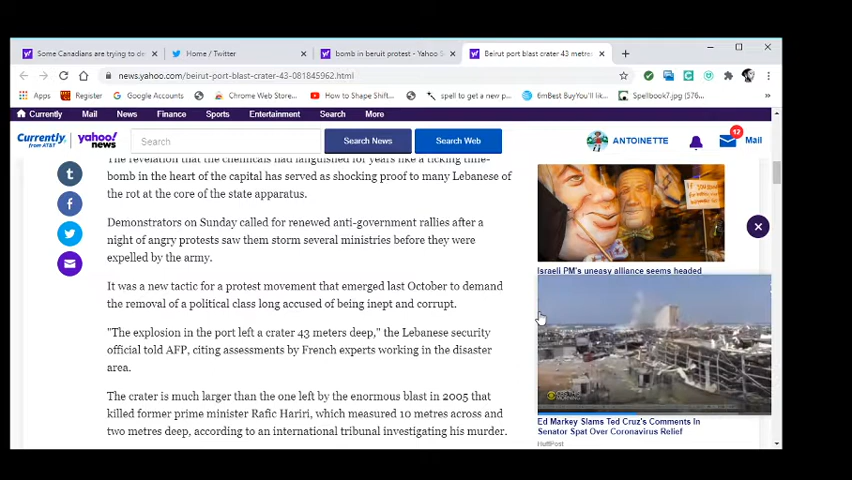 Some Canadians are trying to de
Home / Twitter
bomb in beruit protest - Yahoo S
Beirut port blast crater 43 metres
news.yahoo.com/beirut-port-blast-crater-43-081845962.html
Apps
Register
Google Accounts
Chrome Web Store...
How to Shape Shift...
spell to get a new p...
6mBest BuyYou'll lik...
Spellbook7.jpg (576...
Currently
Mail
News
Finance
Sports
Entertainment
Search
More
Currently, from AT&T
yahoo! news
Search
Search News
Search Web
ANTOINETTE
12
Mail
The revelation that the chemicals had languished for years like a ticking time-
bomb in the heart of the capital has served as shocking proof to many Lebanese of
the rot at the core of the state apparatus.
Demonstrators on Sunday called for renewed anti-government rallies after a
night of angry protests saw them storm several ministries before they were
expelled by the army.
It was a new tactic for a protest movement that emerged last October to demand
the removal of a political class long accused of being inept and corrupt.
"The explosion in the port left a crater 43 meters deep," the Lebanese security
official told AFP, citing assessments by French experts working in the disaster
area.
The crater is much larger than the one left by the enormous blast in 2005 that
killed former prime minister Rafic Hariri, which measured 10 metres across and
two metres deep, according to an international tribunal investigating his murder.
Israeli PM's uneasy alliance seems headed
CBS THIS MORNING
Ed Markey Slams Ted Cruz's Comments In
Senator Spat Over Coronavirus Relief
HuffPost